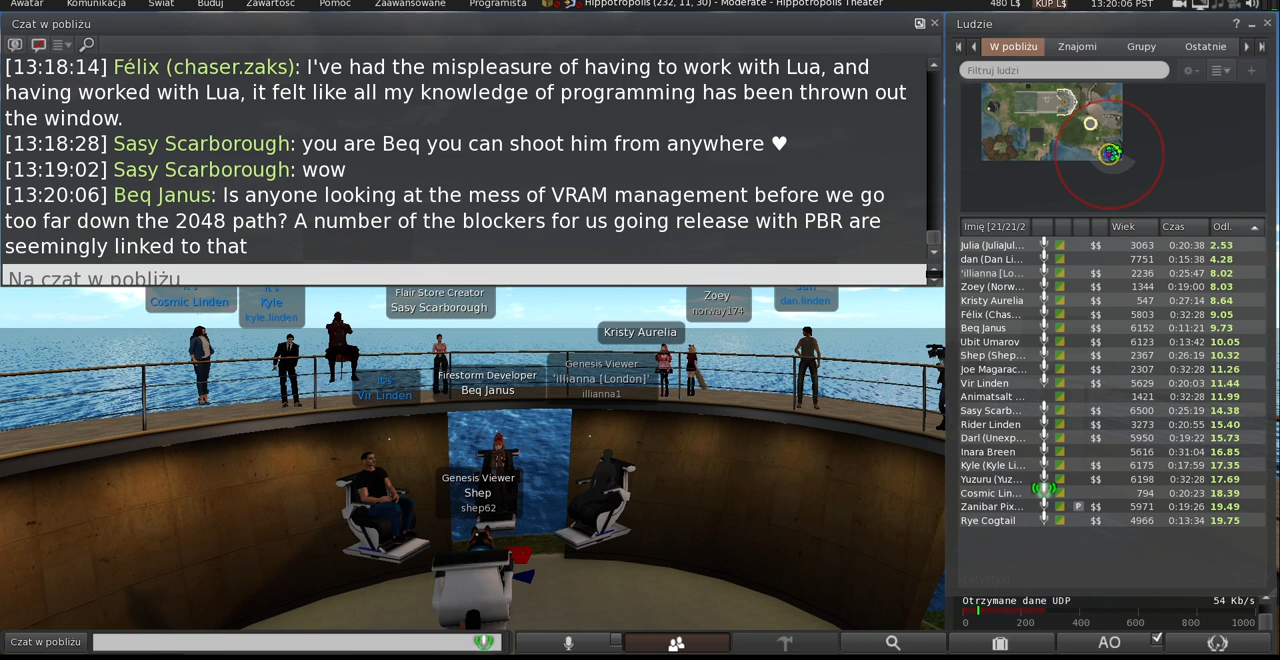 Awatar Komunikacja Świat Buduj Zawartość Pomoc Zaawansowane Programista Hippotropolis (232, 11, 30) - Moderate - Hippotropolis Theater 480 L$ KUP L$ 13:20:06 PST
Czat w pobliżu
[13:18:14] Félix (chaser.zaks): I've had the mispleasure of having to work with Lua, and
having worked with Lua, it felt like all my knowledge of programming has been thrown out
the window.
[13:18:28] Sasy Scarborough: you are Beq you can shoot him from anywhere ♥
[13:19:02] Sasy Scarborough: wow
[13:20:06] Beq Janus: Is anyone looking at the mess of VRAM management before we go
too far down the 2048 path? A number of the blockers for us going release with PBR are
seemingly linked to that
Na czat w pobliżu
It's
Cosmic Linden
It's
Kyle
kyle.linden
Flair Store Creator
Sasy Scarborough
Zoey
norway174
dan.linden
Kristy Aurelia
It's
Vir Linden
Firestorm Developer
Beq Janus
Genesis Viewer
'illianna [London]'
illianna1
Genesis Viewer
Shep
shep62
Czat w pobliżu
Ludzie
? _ ×
W pobliżu Znajomi Grupy Ostatnie
Filtruj ludzi
Imię [21/21/2 Wiek Czas Odl.
Julia (JuliaJul... $$ 3063 0:20:38 2.53
dan (Dan Li... 7751 0:15:38 4.28
'illianna [Lo... $$ 2236 0:25:47 8.02
Zoey (Norw... $$ 1344 0:19:00 8.03
Kristy Aurelia 547 0:27:14 8.64
Félix (Chas... $$ 5803 0:32:28 9.05
Beq Janus $$ 6152 0:11:21 9.73
Ubit Umarov 6123 0:13:42 10.05
Shep (Shep... $$ 2367 0:26:19 10.32
Joe Magarac... $$ 2307 0:32:28 11.26
Vir Linden $$ 5629 0:20:03 11.44
Animatsalt ... 1421 0:32:28 11.99
Sasy Scarb... $$ 6500 0:25:19 14.38
Rider Linden $$ 3273 0:20:55 15.40
Darl (Unexp... $$ 5950 0:19:22 15.73
Inara Breen 5616 0:31:04 16.85
Kyle (Kyle Li... $$ 6175 0:17:59 17.35
Yuzuru (Yuz... $$ 6198 0:32:28 17.69
Cosmic Lin... 794 0:20:23 18.39
Zanibar Pix... P $$ 5971 0:19:26 19.49
Rye Cogtail $$ 4966 0:13:34 19.75
Otrzymane dane UDP 54 Kb/s
0 200 400 600 800 1000
AO